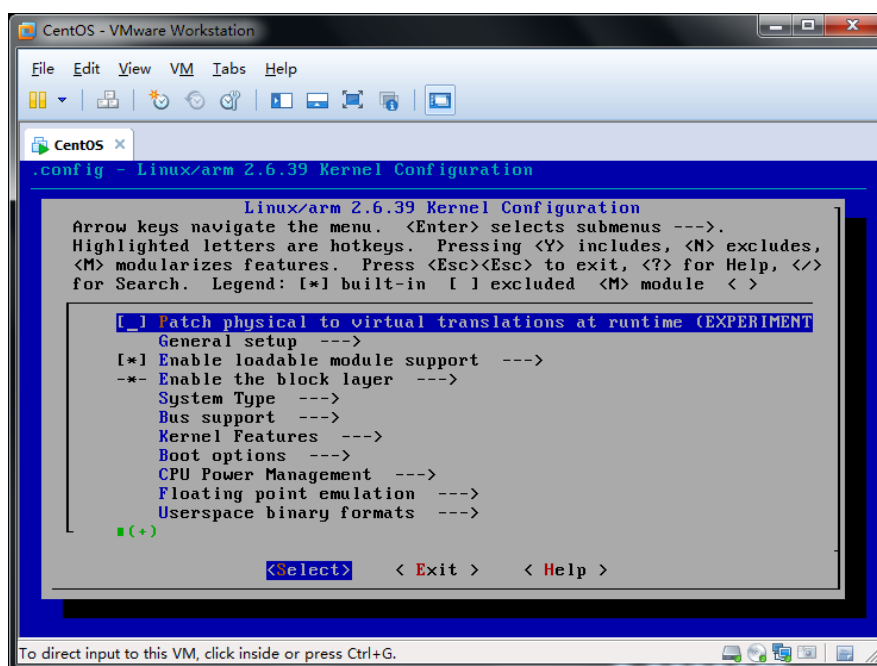 CentOS - VMware Workstation
File Edit View VM Tabs Help
CentOS ×
.config - Linux/arm 2.6.39 Kernel Configuration
Linux/arm 2.6.39 Kernel Configuration
Arrow keys navigate the menu. <Enter> selects submenus --->.
Highlighted letters are hotkeys. Pressing <Y> includes, <N> excludes,
<M> modularizes features. Press <Esc><Esc> to exit, <?> for Help, </>
for Search. Legend: [*] built-in [ ] excluded <M> module < >
[_] Patch physical to virtual translations at runtime (EXPERIMENT
General setup --->
[*] Enable loadable module support --->
-*- Enable the block layer --->
System Type --->
Bus support --->
Kernel Features --->
Boot options --->
CPU Power Management --->
Floating point emulation --->
Userspace binary formats --->
(+)
<Select> < Exit > < Help >
To direct input to this VM, click inside or press Ctrl+G.